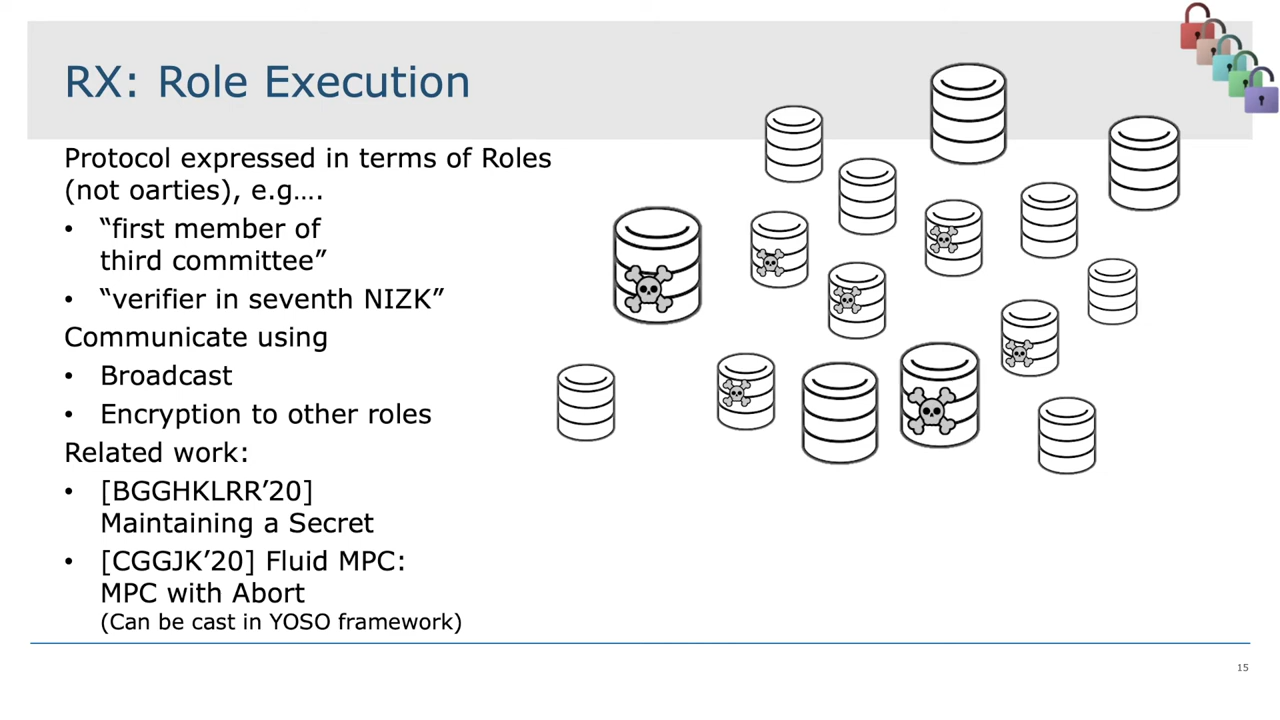 RX: Role Execution
Protocol expressed in terms of Roles
(not oarties), e.g….
• “first member of
third committee”
• “verifier in seventh NIZK”
Communicate using
• Broadcast
• Encryption to other roles
Related work:
• [BGGHKLRR’20]
Maintaining a Secret
• [CGGJK’20] Fluid MPC:
MPC with Abort
(Can be cast in YOSO framework)
15